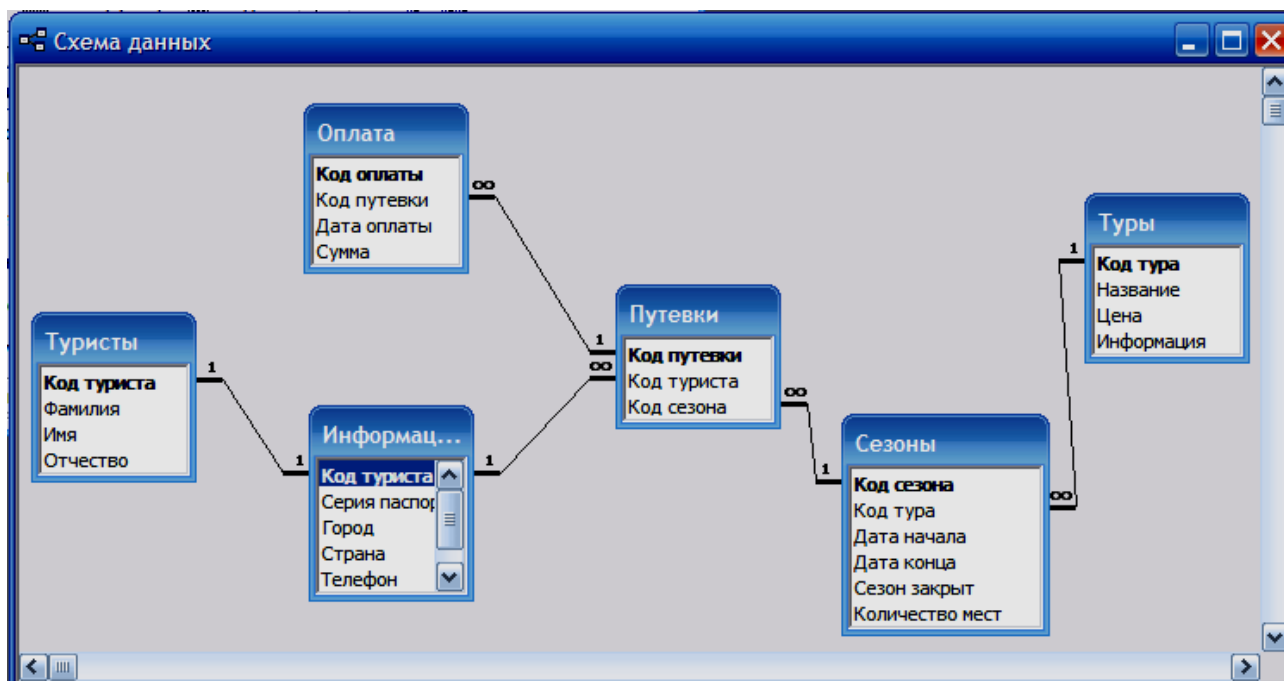 Схема данных
Оплата
Код оплаты
Код путевки
Дата оплаты
Сумма
∞
Туры
1
Код тура
Название
Цена
Информация
Туристы
1
Код туриста
Фамилия
Имя
Отчество
Путевки
1
∞
Код путевки
Код туриста
Код сезона
∞
Информац...
1
1
Код туриста
Серия паспор
Город
Страна
Телефон
Сезоны
1
∞
Код сезона
Код тура
Дата начала
Дата конца
Сезон закрыт
Количество мест